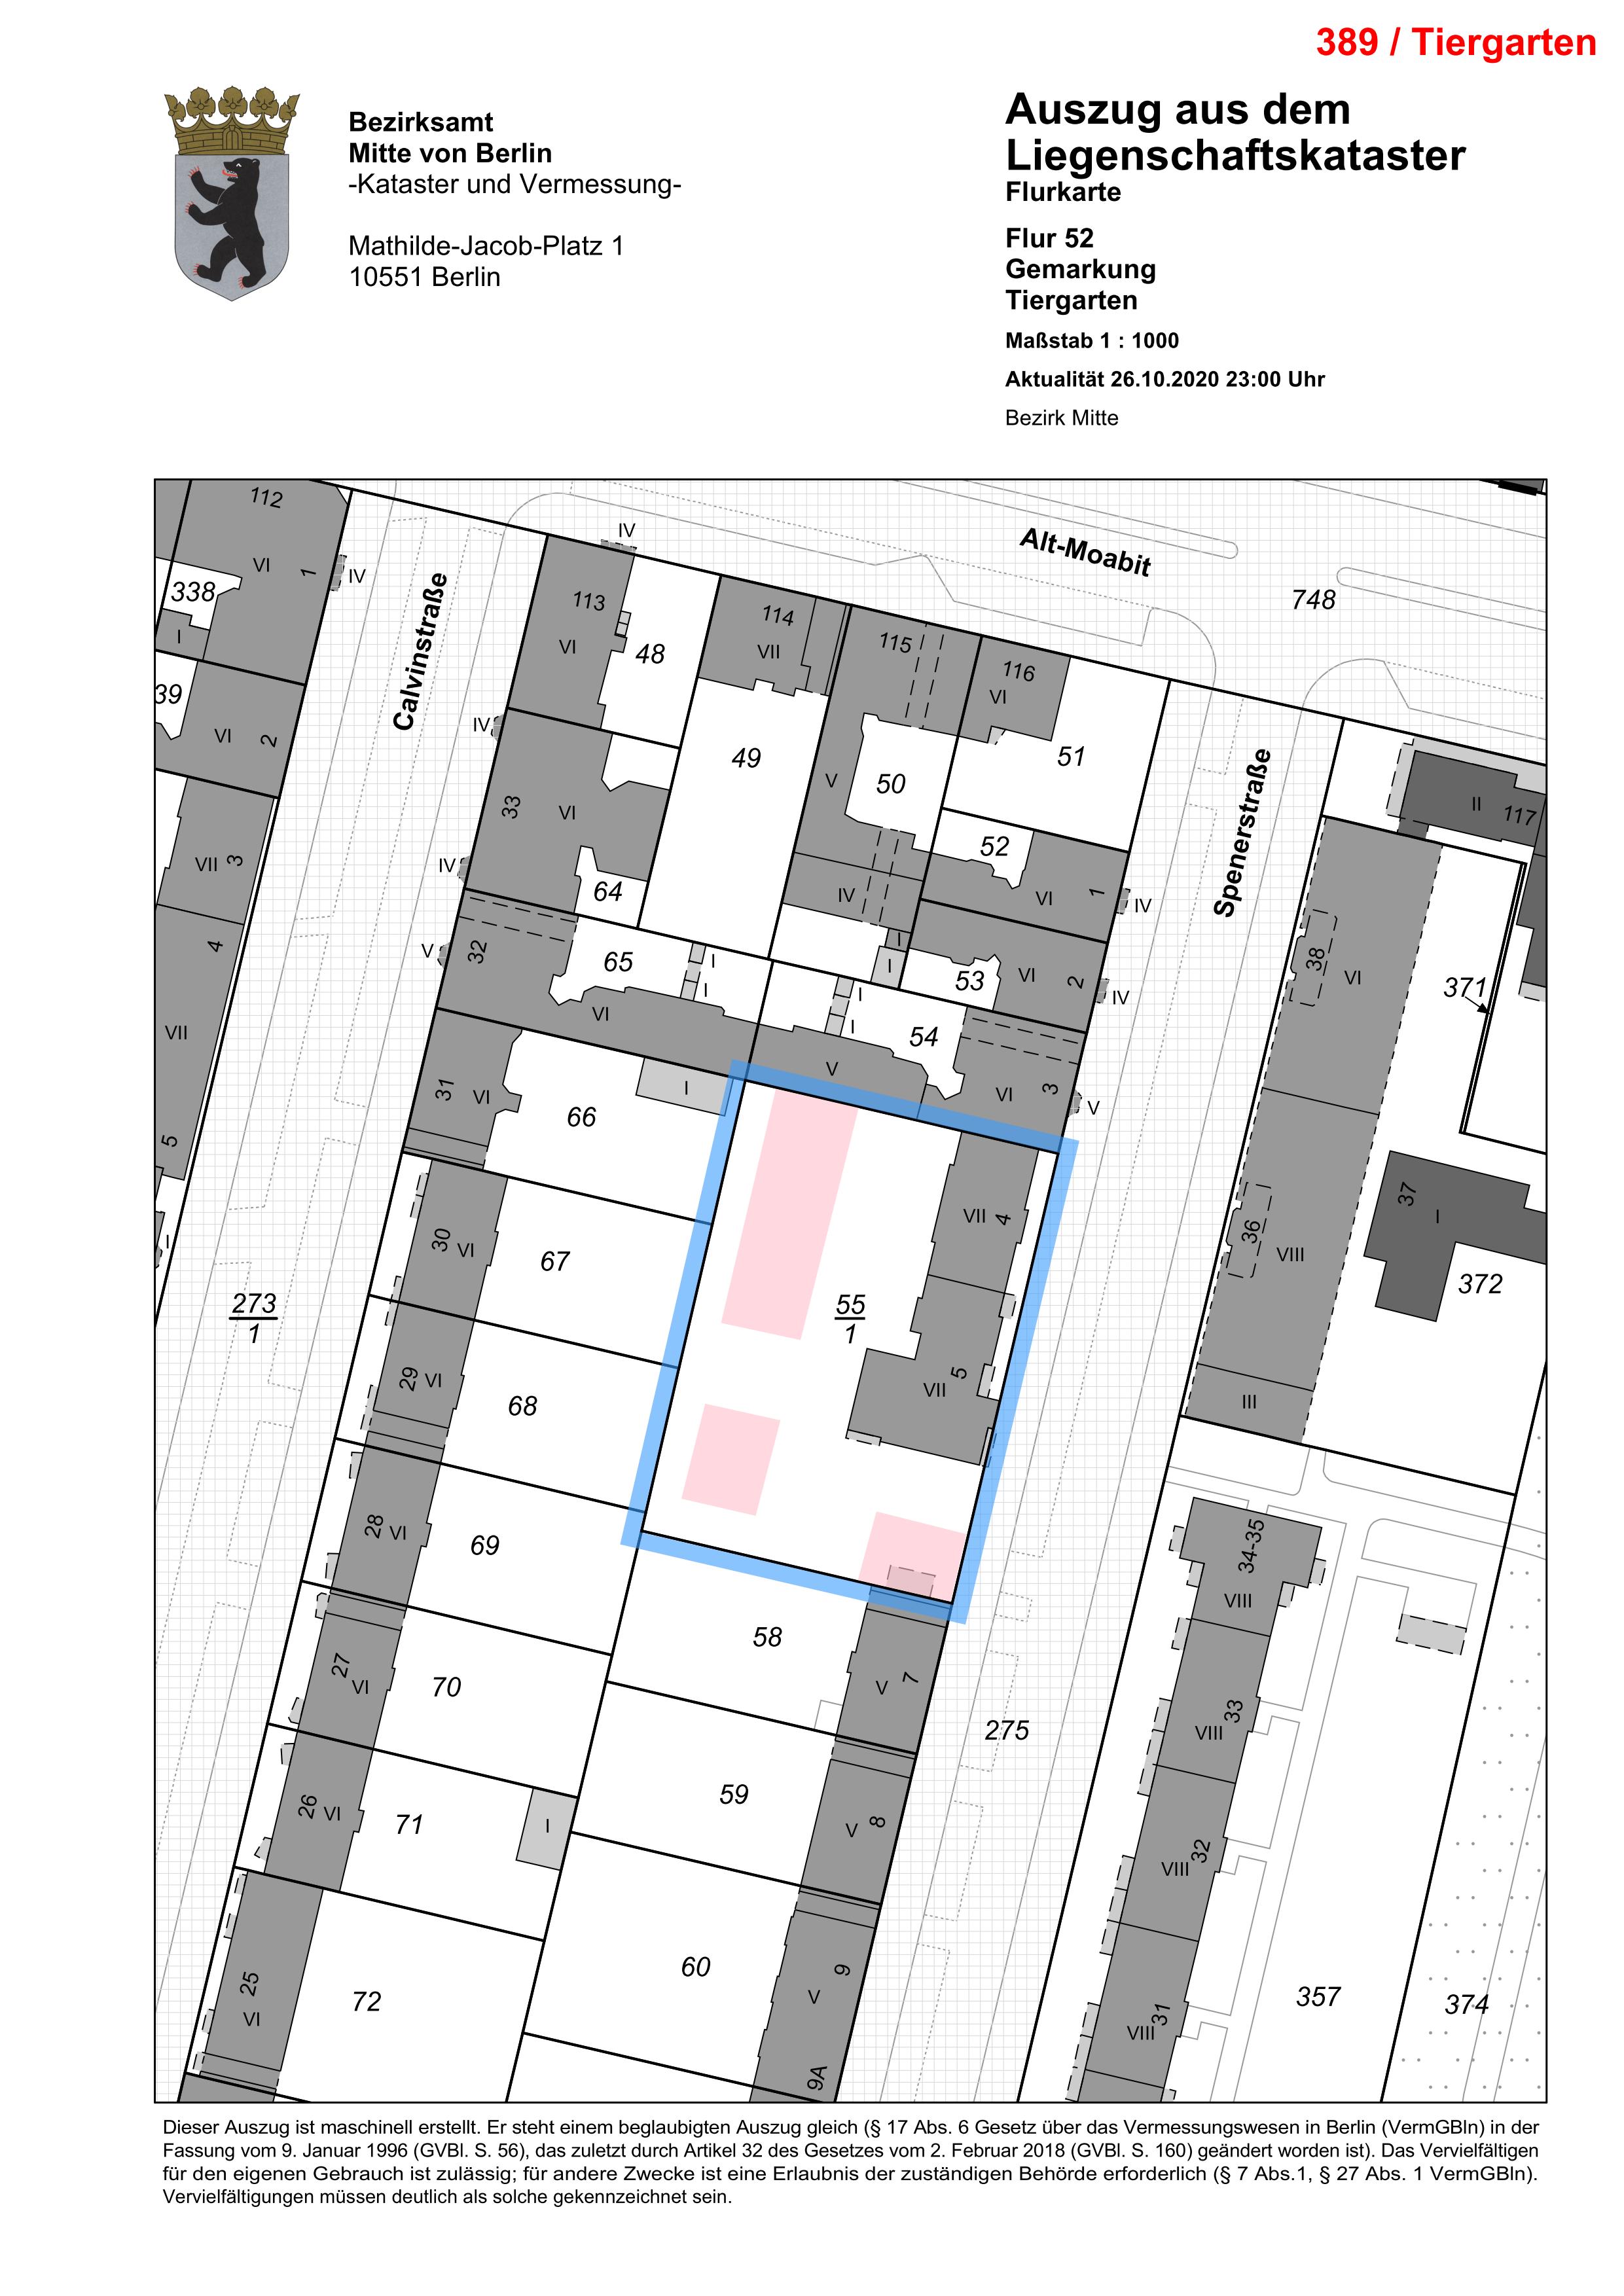 389 / Tiergarten
Bezirksamt
Mitte von Berlin
-Kataster und Vermessung-
Mathilde-Jacob-Platz 1
10551 Berlin
Auszug aus dem
Liegenschaftskataster
Flurkarte
Flur 52
Gemarkung
Tiergarten
Maßstab 1 : 1000
Aktualität 26.10.2020 23:00 Uhr
Bezirk Mitte
112
VI
1
IV
338
I
39
VI
2
VII
3
4
VII
5
I
Calvinstraße
IV
113
VI
48
114
VII
115
116
VI
Alt-Moabit
748
IV
33
VI
49
V
50
51
52
VI
1
IV
IV
64
IV
Spenerstraße
II
117
V
32
65
I
I
VI
I
I
53
VI
2
IV
I
I
54
V
VI
3
V
38
VI
371
31
VI
66
I
30
VI
67
VII
4
55
1
VII
5
36
VIII
37
I
372
III
273
1
29
VI
68
28
VI
69
27
VI
70
58
V
7
34-35
VIII
275
26
VI
71
I
59
V
8
VIII
33
VIII
32
25
VI
72
60
V
9
9A
VIII
31
357
374
Dieser Auszug ist maschinell erstellt. Er steht einem beglaubigten Auszug gleich (§ 17 Abs. 6 Gesetz über das Vermessungswesen in Berlin (VermGBln) in der
Fassung vom 9. Januar 1996 (GVBl. S. 56), das zuletzt durch Artikel 32 des Gesetzes vom 2. Februar 2018 (GVBl. S. 160) geändert worden ist). Das Vervielfältigen
für den eigenen Gebrauch ist zulässig; für andere Zwecke ist eine Erlaubnis der zuständigen Behörde erforderlich (§ 7 Abs.1, § 27 Abs. 1 VermGBln).
Vervielfältigungen müssen deutlich als solche gekennzeichnet sein.